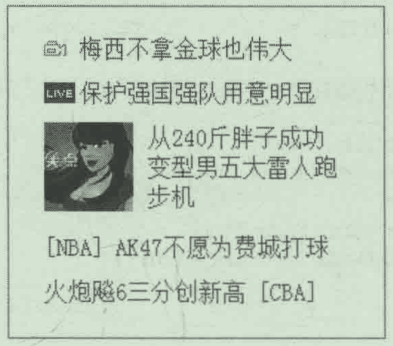 梅西不拿金球也伟大
LIVE 保护强国强队用意明显
焦点
从240斤胖子成功
变型男五大雷人跑
步机
[NBA] AK47不愿为费城打球
火炮飚6三分创新高 [CBA]